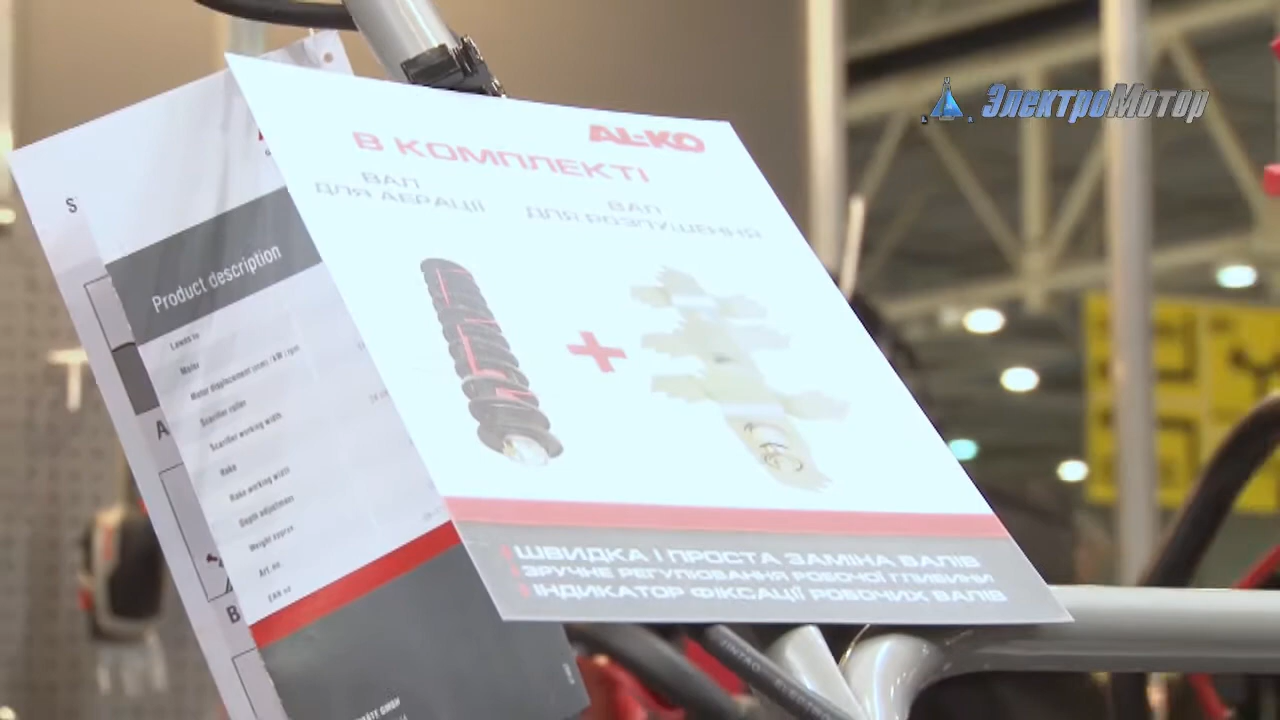 ЭлектроМотор
AL-KO
В КОМПЛЕКТІ
ВАЛ
ДЛЯ АЕРАЦІЇ
ВАЛ
ДЛЯ РОЗПУШЕННЯ
ШВИДКА І ПРОСТА ЗАМІНА ВАЛІВ
ЗРУЧНЕ РЕГУЛЮВАННЯ РОБОЧОЇ ГЛИБИНИ
ІНДИКАТОР ФІКСАЦІЇ РОБОЧИХ ВАЛІВ
S
Product description
Lawns to
Motor
Motor displacement (cmm) / kW / rpm
Scarifier roller
Scarifier working width
Rake
Rake working width
Depth adjustment
Weight approx
Art. no.
EAN no
A
B